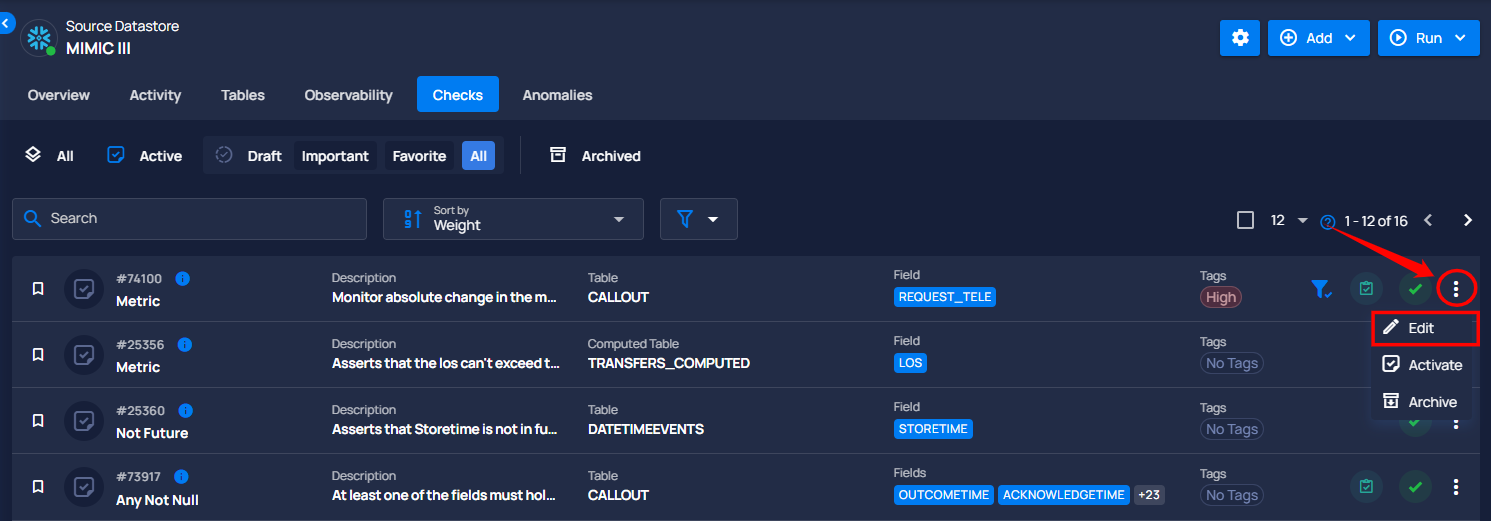 Source Datastore
MIMIC III
Add
Run
Overview Activity Tables Observability Checks Anomalies
All Active Draft Important Favorite All Archived
Search
Sort by
Weight
12
1 - 12 of 16
#74100
Metric
Description
Monitor absolute change in the m...
Table
CALLOUT
Field
REQUEST_TELE
Tags
High
Edit
Activate
Archive
#25356
Metric
Description
Asserts that the los can't exceed t...
Computed Table
TRANSFERS_COMPUTED
Field
LOS
Tags
No Tags
#25360
Not Future
Description
Asserts that Storetime is not in fu...
Table
DATETIMEEVENTS
Field
STORETIME
Tags
No Tags
#73917
Any Not Null
Description
At least one of the fields must hol...
Table
CALLOUT
Fields
OUTCOMETIME ACKNOWLEDGETIME +23
Tags
No Tags